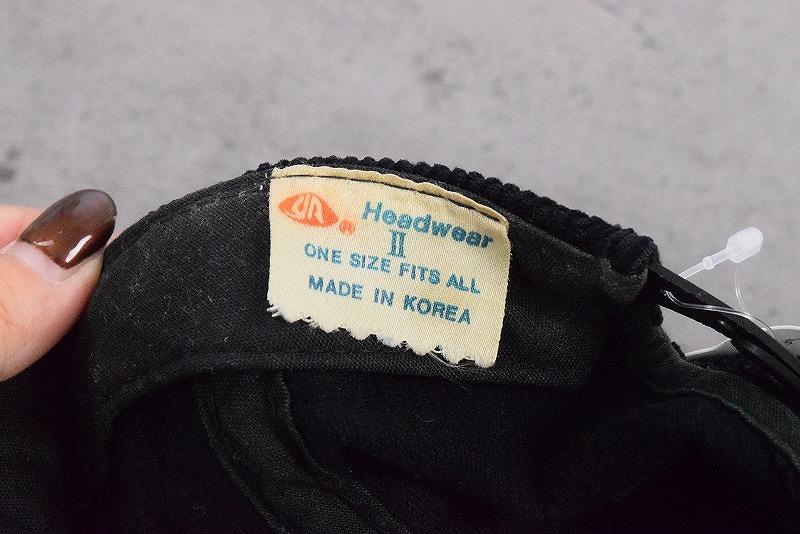 ® Headwear
II
ONE SIZE FITS ALL
MADE IN KOREA